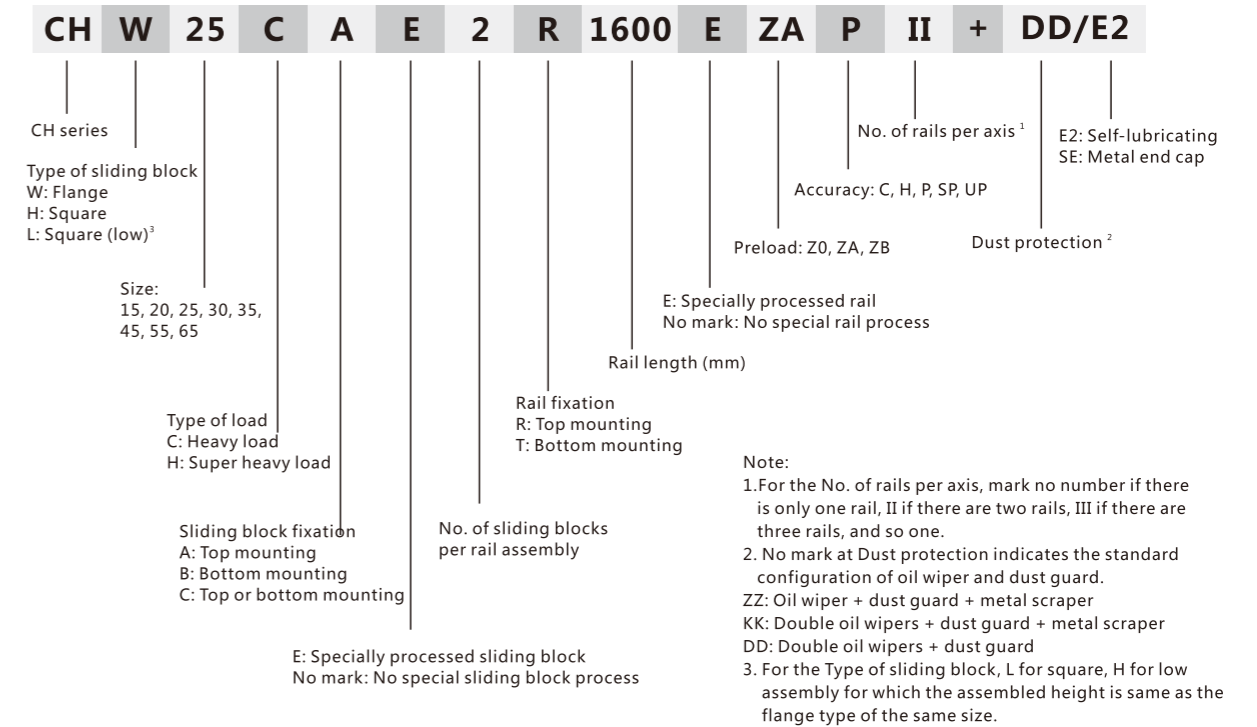 CH W 25 C A E 2 R 1600 E ZA P II + DD/E2
CH series
Type of sliding block
W: Flange
H: Square
L: Square (low)³
Size:
15, 20, 25, 30, 35,
45, 55, 65
Type of load
C: Heavy load
H: Super heavy load
Sliding block fixation
A: Top mounting
B: Bottom mounting
C: Top or bottom mounting
E: Specially processed sliding block
No mark: No special sliding block process
No. of sliding blocks
per rail assembly
Rail fixation
R: Top mounting
T: Bottom mounting
Rail length (mm)
E: Specially processed rail
No mark: No special rail process
Preload: Z0, ZA, ZB
Accuracy: C, H, P, SP, UP
No. of rails per axis ¹
Dust protection ²
E2: Self-lubricating
SE: Metal end cap
Note:
1.For the No. of rails per axis, mark no number if there
is only one rail, II if there are two rails, III if there are
three rails, and so one.
2. No mark at Dust protection indicates the standard
configuration of oil wiper and dust guard.
ZZ: Oil wiper + dust guard + metal scraper
KK: Double oil wipers + dust guard + metal scraper
DD: Double oil wipers + dust guard
3. For the Type of sliding block, L for square, H for low
assembly for which the assembled height is same as the
flange type of the same size.